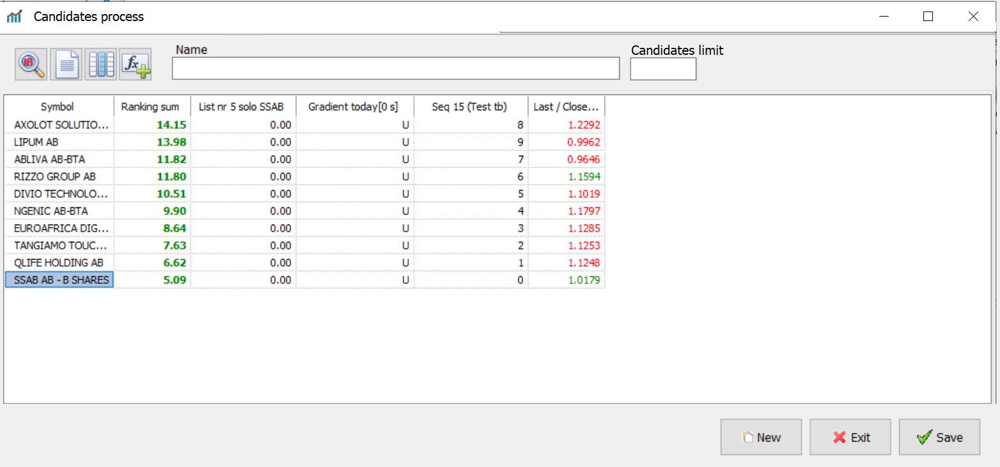 Candidates process
Name Candidates limit
IB fx
Symbol Ranking sum List nr 5 solo SSAB Gradient today[0 s] Seq 15 (Test tb) Last / Close...
AXOLOT SOLUTIO... 14.15 0.00 U 8 1.2292
LIPUM AB 13.98 0.00 U 9 0.9962
ABLIVA AB-BTA 11.82 0.00 U 7 0.9646
RIZZO GROUP AB 11.80 0.00 U 6 1.1594
DIVIO TECHNOLO... 10.51 0.00 U 5 1.1019
NGENIC AB-BTA 9.90 0.00 U 4 1.1797
EUROAFRICA DIG... 8.64 0.00 U 3 1.1285
TANGIAMO TOUC... 7.63 0.00 U 2 1.1253
QLIFE HOLDING AB 6.62 0.00 U 1 1.1248
SSAB AB - B SHARES 5.09 0.00 U 0 1.0179
New Exit Save